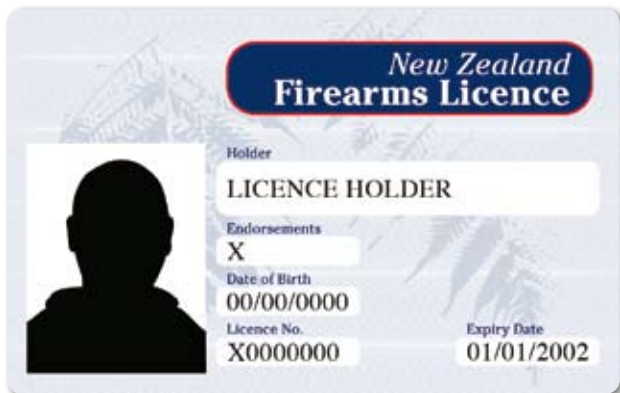 New Zealand
Firearms Licence
Holder
LICENCE HOLDER
Endorsements
X
Date of Birth
00/00/0000
Licence No.
X0000000
Expiry Date
01/01/2002